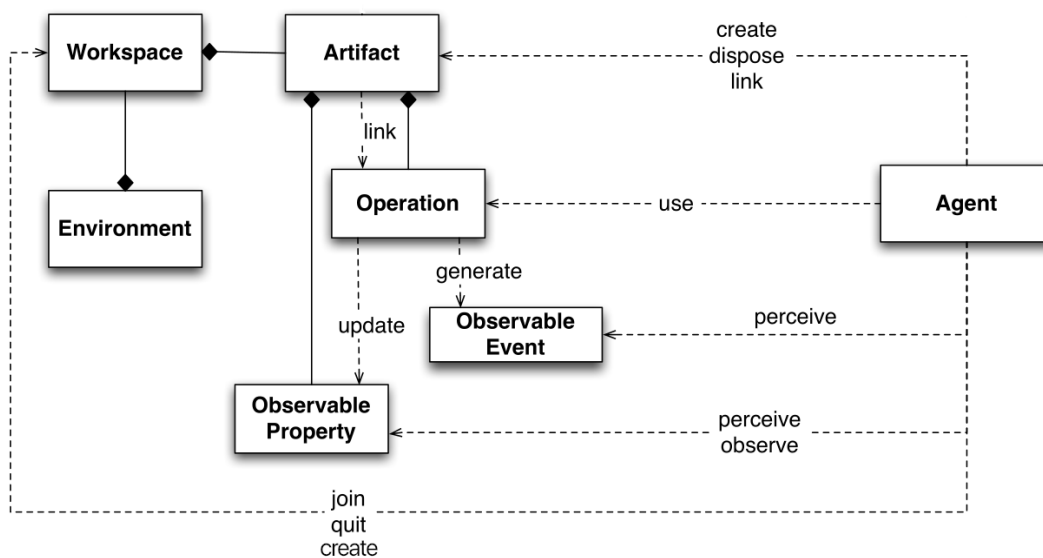 Workspace
Artifact
create
dispose
link
link
Operation
use
Agent
Environment
generate
update
Observable
Event
perceive
Observable
Property
perceive
observe
join
quit
create